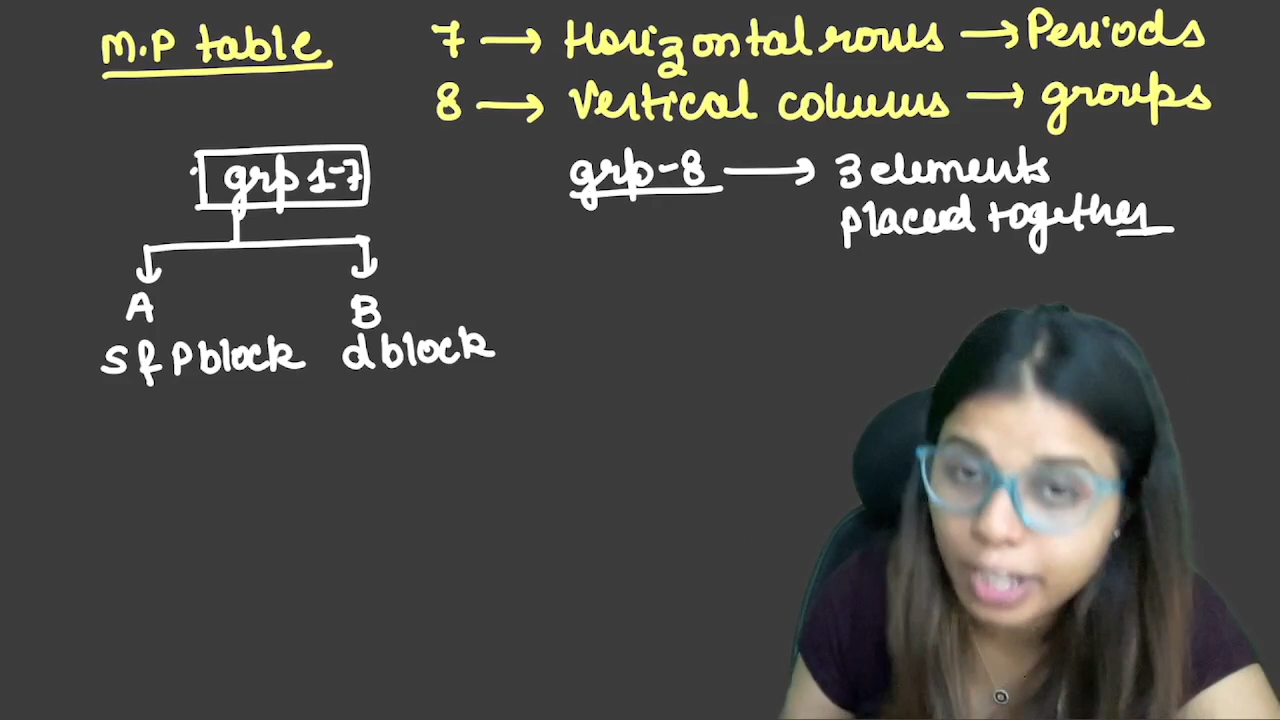 M.P table
7 → Horizontal rows → Periods
8 → Vertical columns → groups
grp 1-7
grp-8 → 3 elements
placed together
A B
s & p block d block